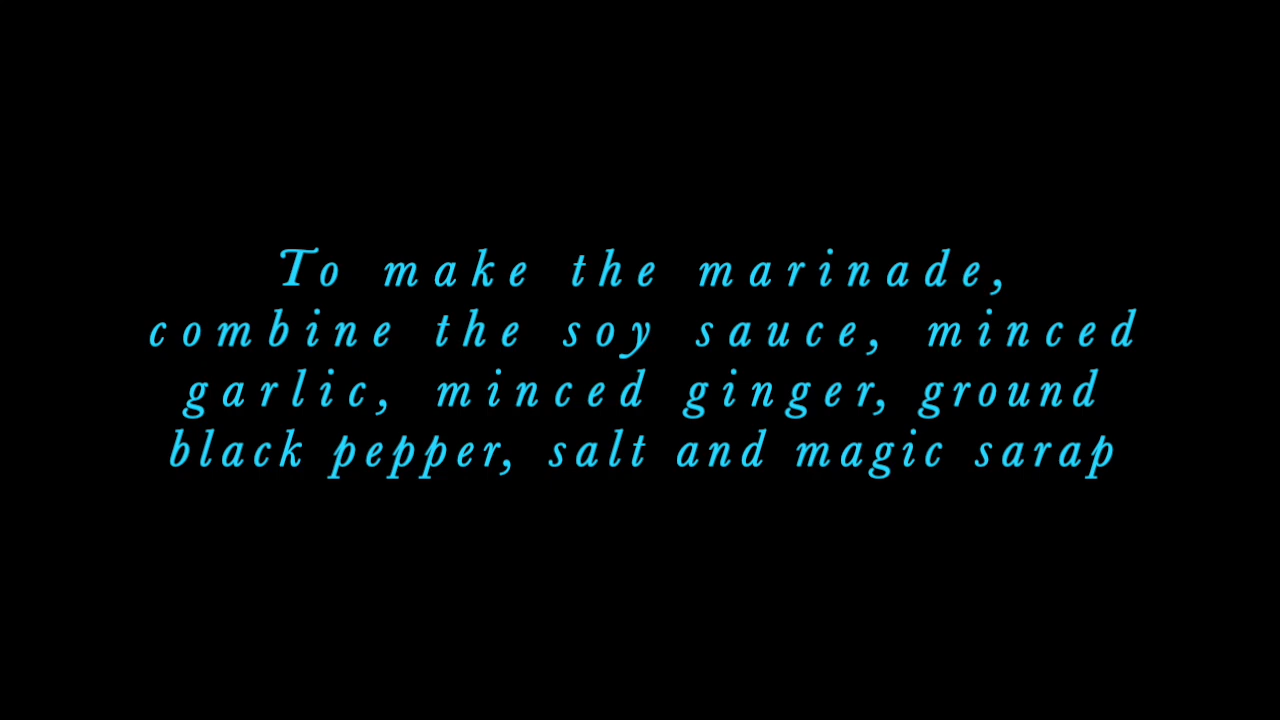 To make the marinade,
combine the soy sauce, minced
garlic, minced ginger, ground
black pepper, salt and magic sarap